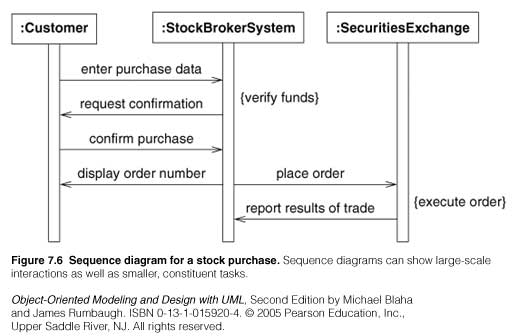 :Customer
:StockBrokerSystem
:SecuritiesExchange
enter purchase data
{verify funds}
request confirmation
confirm purchase
display order number
place order
{execute order}
report results of trade
Figure 7.6 Sequence diagram for a stock purchase. Sequence diagrams can show large-scale
interactions as well as smaller, constituent tasks.
Object-Oriented Modeling and Design with UML, Second Edition by Michael Blaha
and James Rumbaugh. ISBN 0-13-1-015920-4. © 2005 Pearson Education, Inc.,
Upper Saddle River, NJ. All rights reserved.